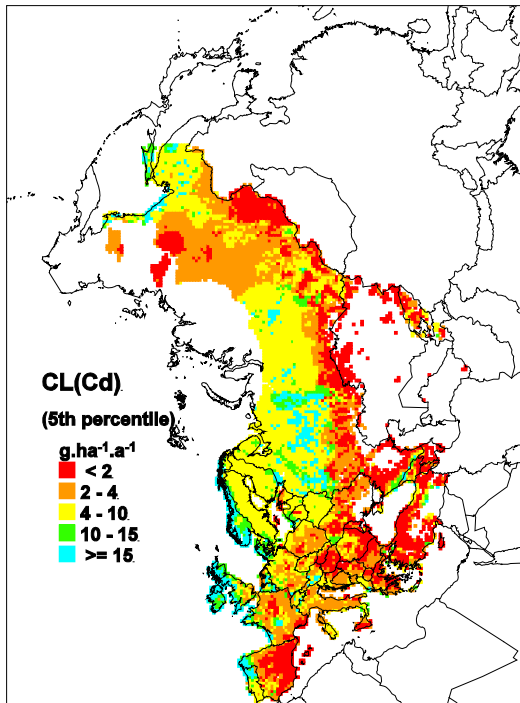 CL(Cd)
(5th percentile)
g.ha⁻¹.a⁻¹
< 2
2 - 4
4 - 10
10 - 15
>= 15